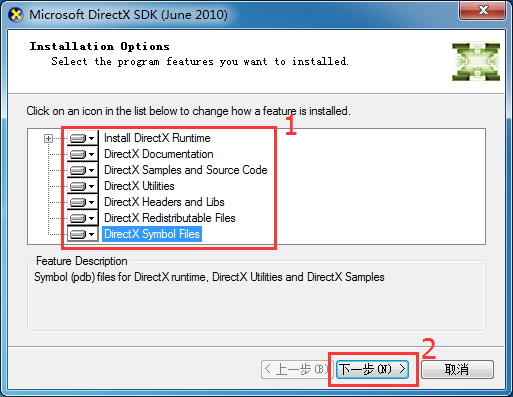 Microsoft DirectX SDK (June 2010)
Installation Options
Select the program features you want to installed.
Click on an icon in the list below to change how a feature is installed.
1
Install DirectX Runtime
DirectX Documentation
DirectX Samples and Source Code
DirectX Utilities
DirectX Headers and Libs
DirectX Redistributable Files
DirectX Symbol Files
Feature Description
Symbol (pdb) files for DirectX runtime, DirectX Utilities and DirectX Samples
2
< 上一步(B) 下一步(N) > 取消